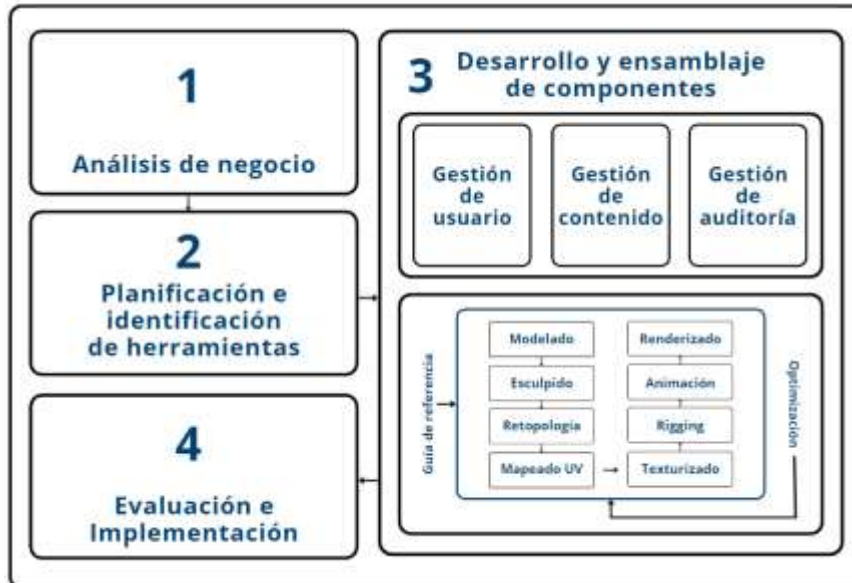 1
Análisis de negocio
2
Planificación e
identificación
de herramientas
3
Desarrollo y ensamblaje
de componentes
Gestión
de
usuario
Gestión
de
contenido
Gestión
de
auditoría
Guía de referencia
Modelado
Esculpido
Retopología
Mapeado UV
Texturizado
Rigging
Animación
Renderizado
Optimización
4
Evaluación e
Implementación